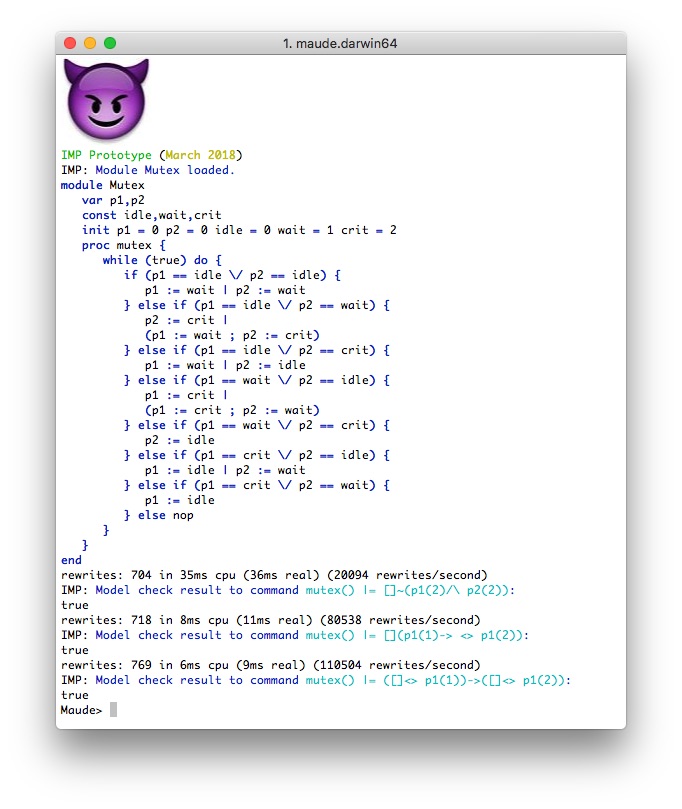 1. maude.darwin64
IMP Prototype (March 2018)
IMP: Module Mutex loaded.
module Mutex
   var p1,p2
   const idle,wait,crit
   init p1 = 0 p2 = 0 idle = 0 wait = 1 crit = 2
   proc mutex {
      while (true) do {
         if (p1 == idle \/ p2 == idle) {
            p1 := wait | p2 := wait
         } else if (p1 == idle \/ p2 == wait) {
            p2 := crit |
            (p1 := wait ; p2 := crit)
         } else if (p1 == idle \/ p2 == crit) {
            p1 := wait | p2 := idle
         } else if (p1 == wait \/ p2 == idle) {
            p1 := crit |
            (p1 := crit ; p2 := wait)
         } else if (p1 == wait \/ p2 == crit) {
            p2 := idle
         } else if (p1 == crit \/ p2 == idle) {
            p1 := idle | p2 := wait
         } else if (p1 == crit \/ p2 == wait) {
            p1 := idle
         } else nop
      }
   }
end
rewrites: 704 in 35ms cpu (36ms real) (20094 rewrites/second)
IMP: Model check result to command mutex() |= []~(p1(2)/\ p2(2)):
true
rewrites: 718 in 8ms cpu (11ms real) (80538 rewrites/second)
IMP: Model check result to command mutex() |= [](p1(1)-> <> p1(2)):
true
rewrites: 769 in 6ms cpu (9ms real) (110504 rewrites/second)
IMP: Model check result to command mutex() |= ([]<> p1(1))->([]<> p1(2)):
true
Maude>